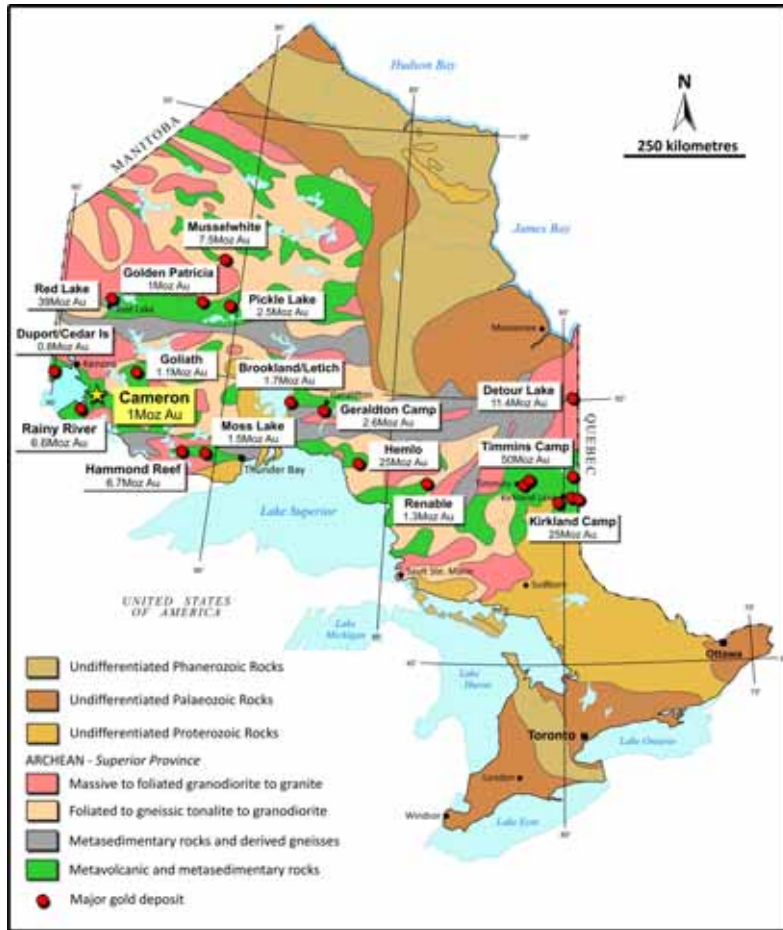 Hudson Bay
N
250 kilometres
MANITOBA
James Bay
Musselwhite
7.5Moz Au
Golden Patricia
1Moz Au
Red Lake
39Moz Au
Pickle Lake
2.5Moz Au
Moosonee
Duport/Cedar Is
0.8Moz Au
Kenora
Goliath
1.1Moz Au
Brookland/Letich
1.7Moz Au
Cameron
1Moz Au
Geraldton Camp
2.6Moz Au
Detour Lake
11.4Moz Au
QUEBEC
Rainy River
6.6Moz Au
Moss Lake
1.5Moz Au
Timmins Camp
50Moz Au
Hammond Reef
6.7Moz Au
Thunder Bay
Hemlo
25Moz Au
Renable
1.3Moz Au
Kirkland Camp
25Moz Au
Lake Superior
Sault Ste. Marie
UNITED STATES
OF AMERICA
Lake
Michigan
Ottawa
Lake
Huron
Toronto
Lake Ontario
London
Windsor
Lake Erie
Undifferentiated Phanerozoic Rocks
Undifferentiated Palaeozoic Rocks
Undifferentiated Proterozoic Rocks
ARCHEAN - Superior Province
Massive to foliated granodiorite to granite
Foliated to gneissic tonalite to granodiorite
Metasedimentary rocks and derived gneisses
Metavolcanic and metasedimentary rocks
Major gold deposit